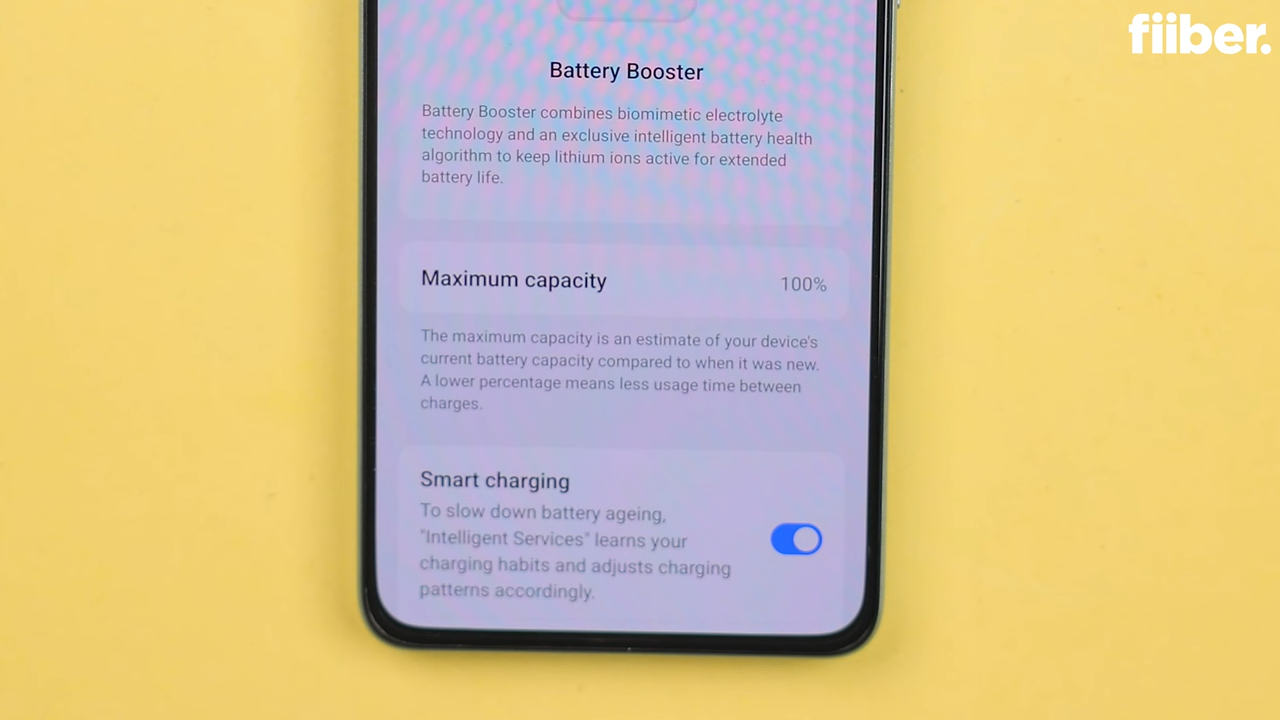 fiiber.
Battery Booster
Battery Booster combines biomimetic electrolyte
technology and an exclusive intelligent battery health
algorithm to keep lithium ions active for extended
battery life.
Maximum capacity 100%
The maximum capacity is an estimate of your device's
current battery capacity compared to when it was new.
A lower percentage means less usage time between
charges.
Smart charging
To slow down battery ageing,
"Intelligent Services" learns your
charging habits and adjusts charging
patterns accordingly.